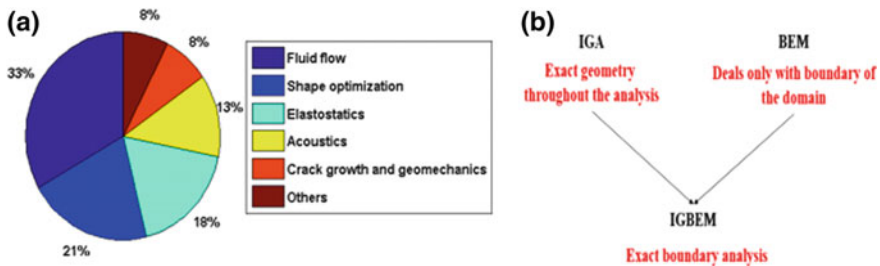 (a)
8%
8%
33%
13%
18%
21%
Fluid flow
Shape optimization
Elastostatics
Acoustics
Crack growth and geomechanics
Others
(b)
IGA
Exact geometry
throughout the analysis
BEM
Deals only with boundary of
the domain
IGBEM
Exact boundary analysis